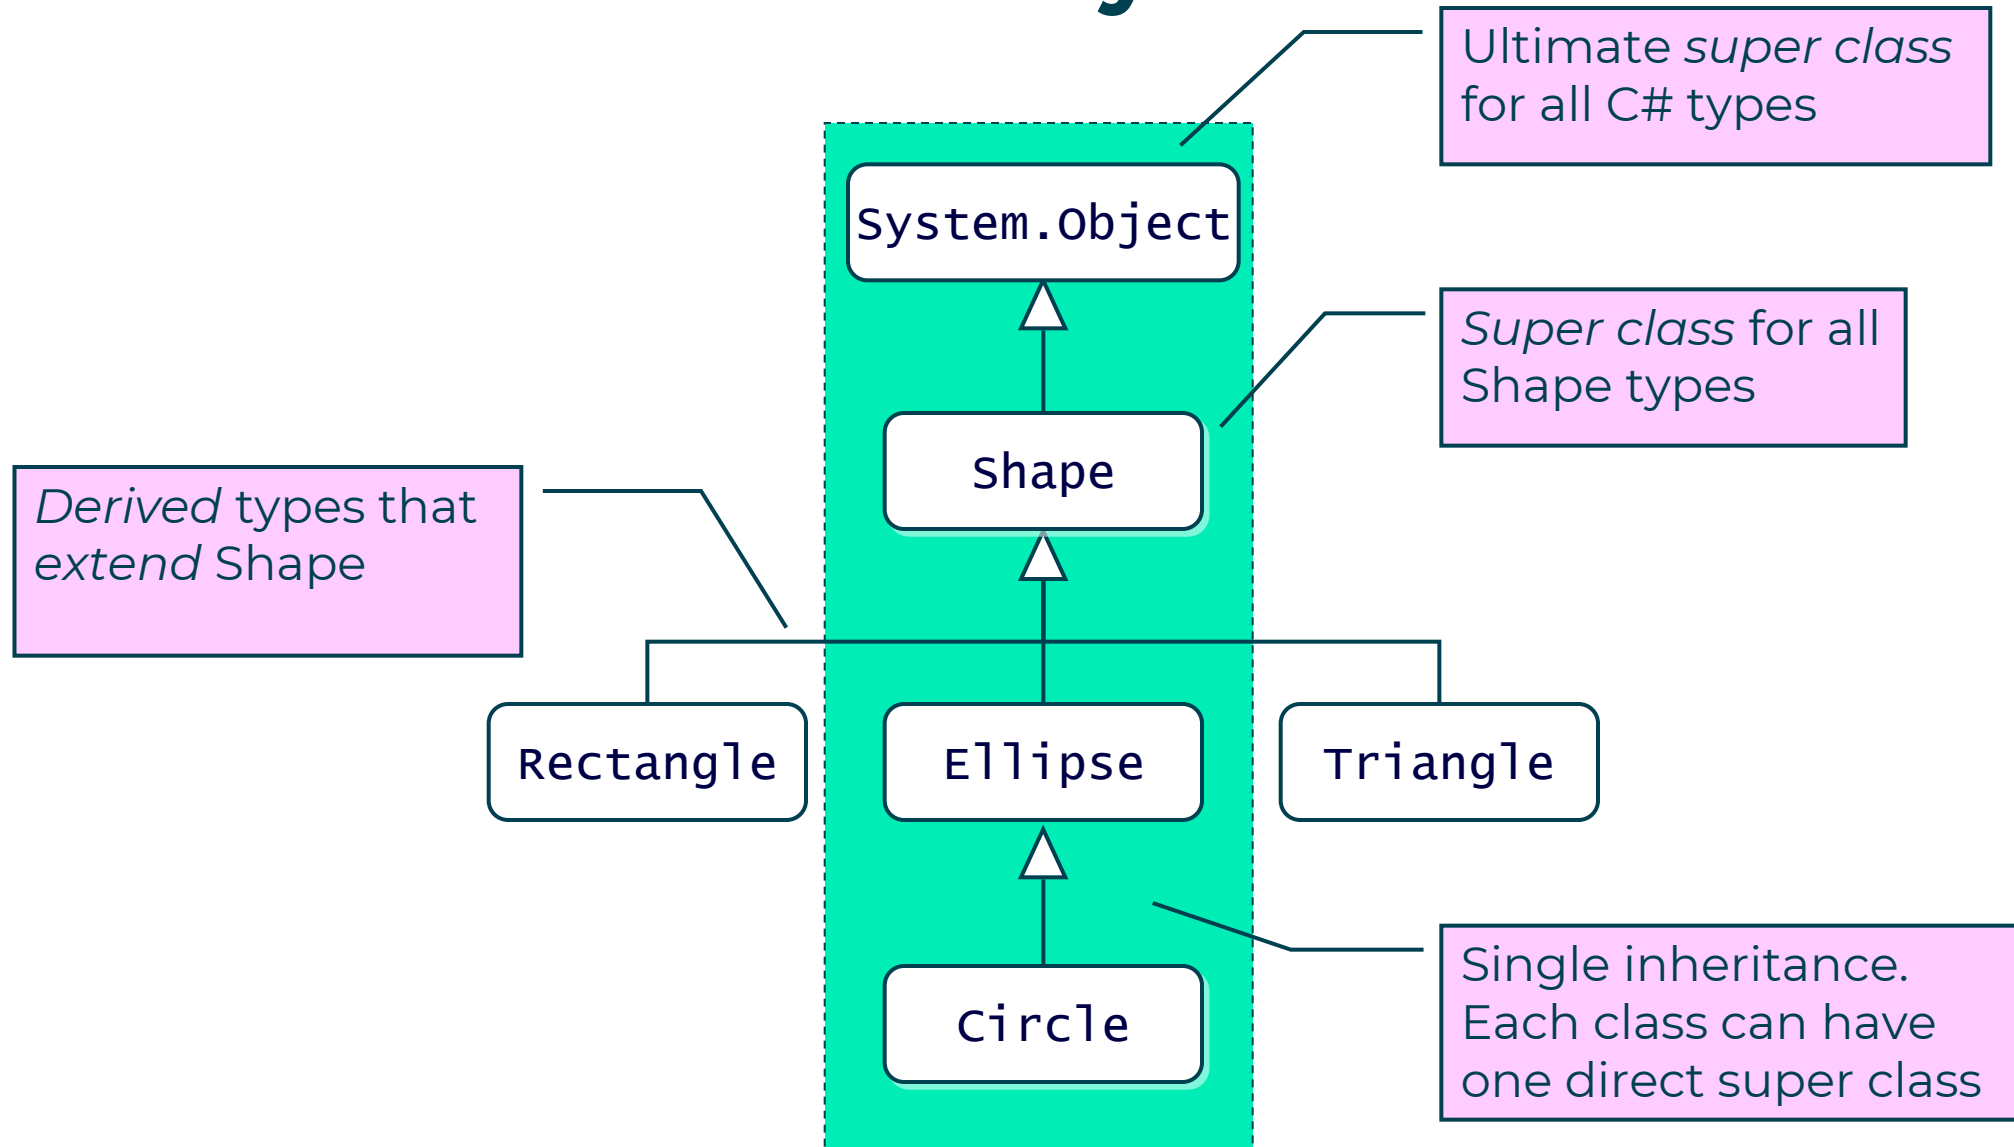 Ultimate super class
for all C# types
System.Object
Super class for all
Shape types
Shape
Derived types that
extend Shape
Rectangle
Ellipse
Triangle
Single inheritance.
Each class can have
one direct super class
Circle